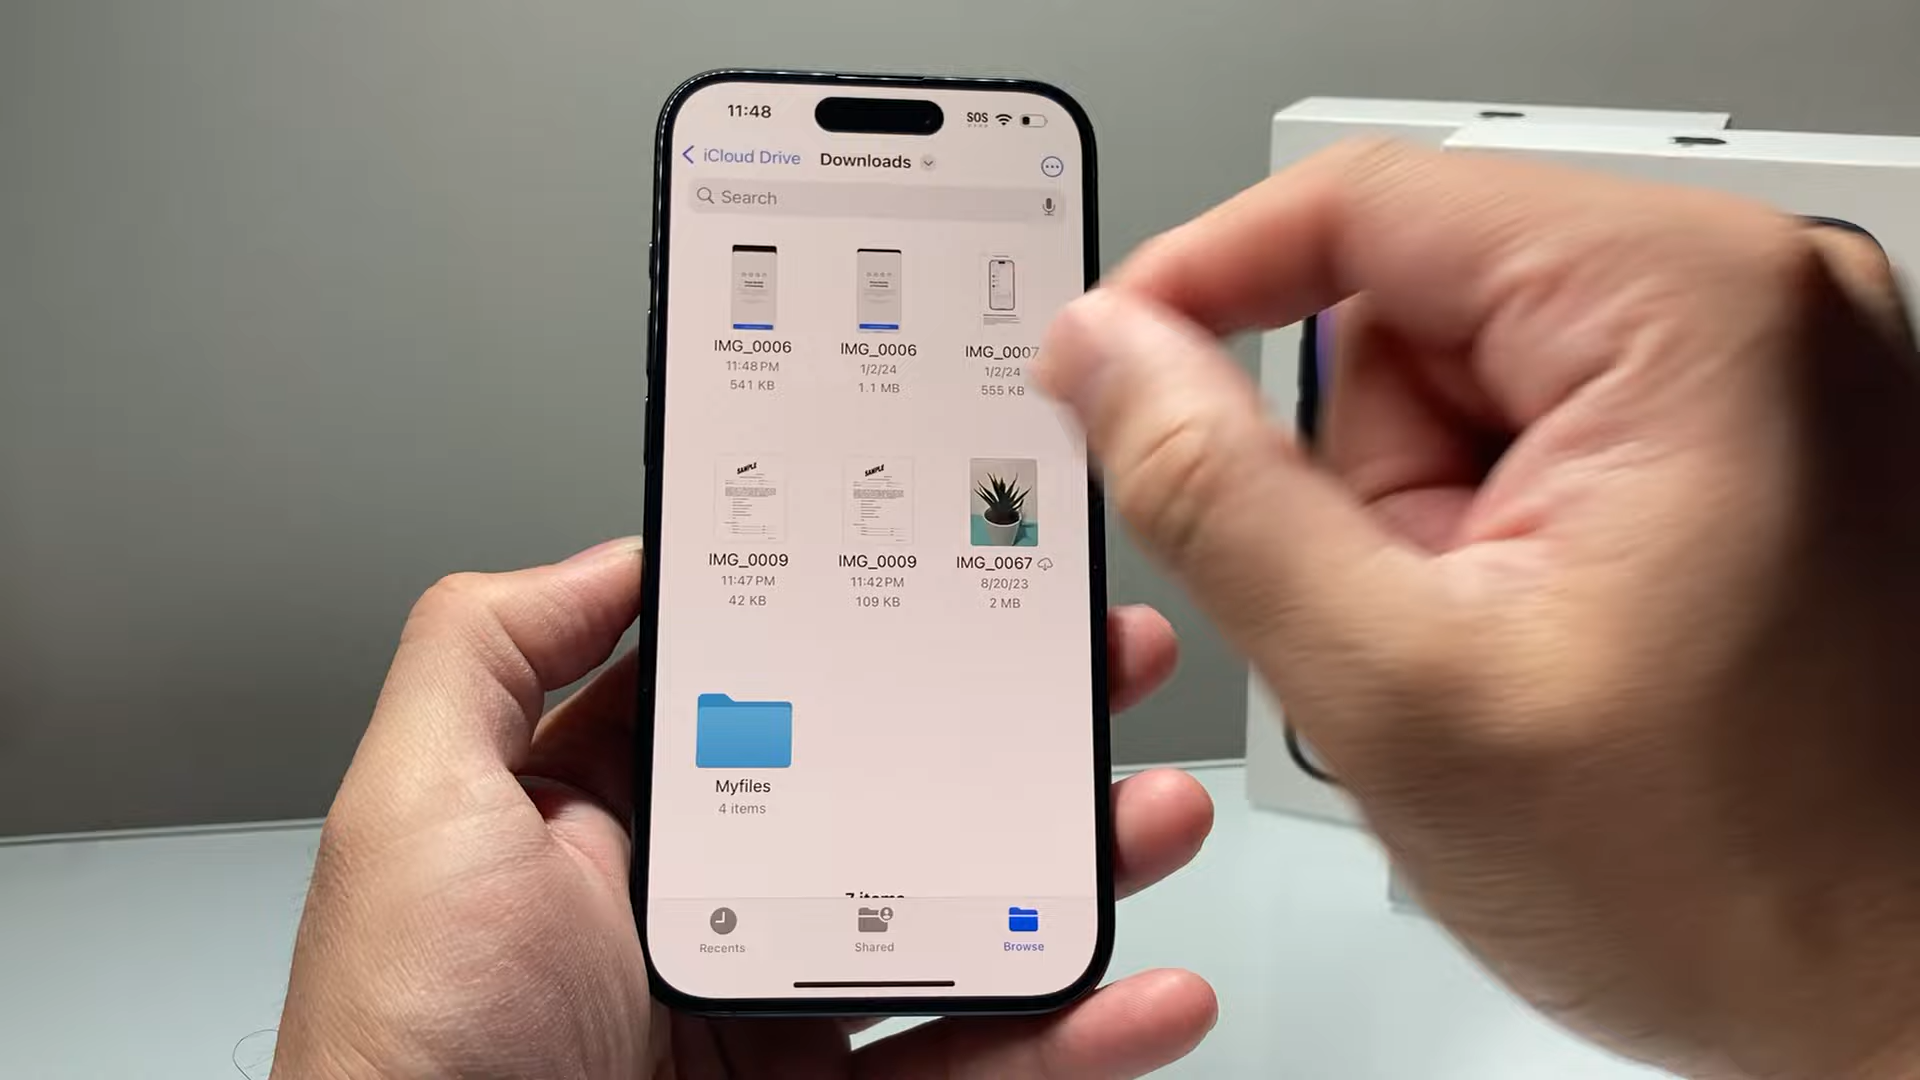 11:48
SOS
iCloud Drive Downloads
Search
IMG_0006
11:48 PM
541 KB
IMG_0006
1/2/24
1.1 MB
IMG_0007
1/2/24
555 KB
SAMPLE
IMG_0009
11:47 PM
42 KB
SAMPLE
IMG_0009
11:42 PM
109 KB
IMG_0067
8/20/23
2 MB
Myfiles
4 items
7 items
Recents
Shared
Browse